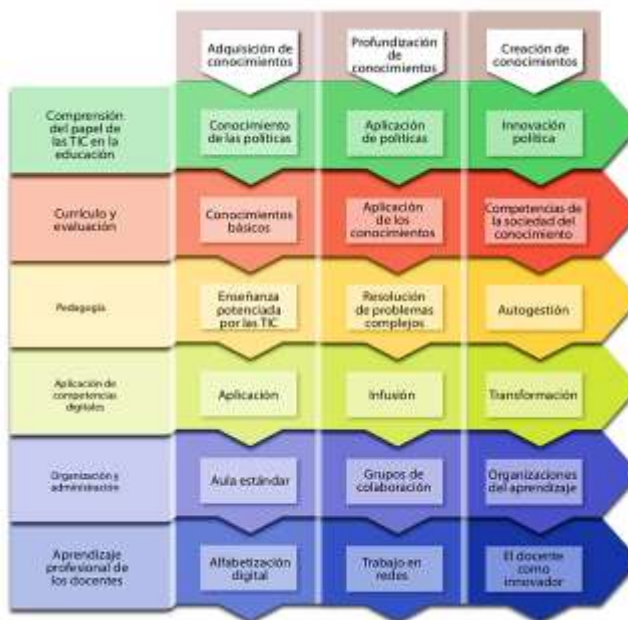 Adquisición de
conocimientos
Profundización
de
conocimientos
Creación de
conocimientos
Comprensión
del papel de
las TIC en la
educación
Conocimiento
de las políticas
Aplicación
de políticas
Innovación
política
Currículo y
evaluación
Conocimientos
básicos
Aplicación
de los
conocimientos
Competencias de
la sociedad del
conocimiento
Pedagogía
Enseñanza
potenciada
por las TIC
Resolución
de problemas
complejos
Autogestión
Aplicación de
competencias
digitales
Aplicación
Infusión
Transformación
Organización y
administración
Aula estándar
Grupos de
colaboración
Organizaciones
del aprendizaje
Aprendizaje
profesional de
los docentes
Alfabetización
digital
Trabajo en
redes
El docente
como
innovador